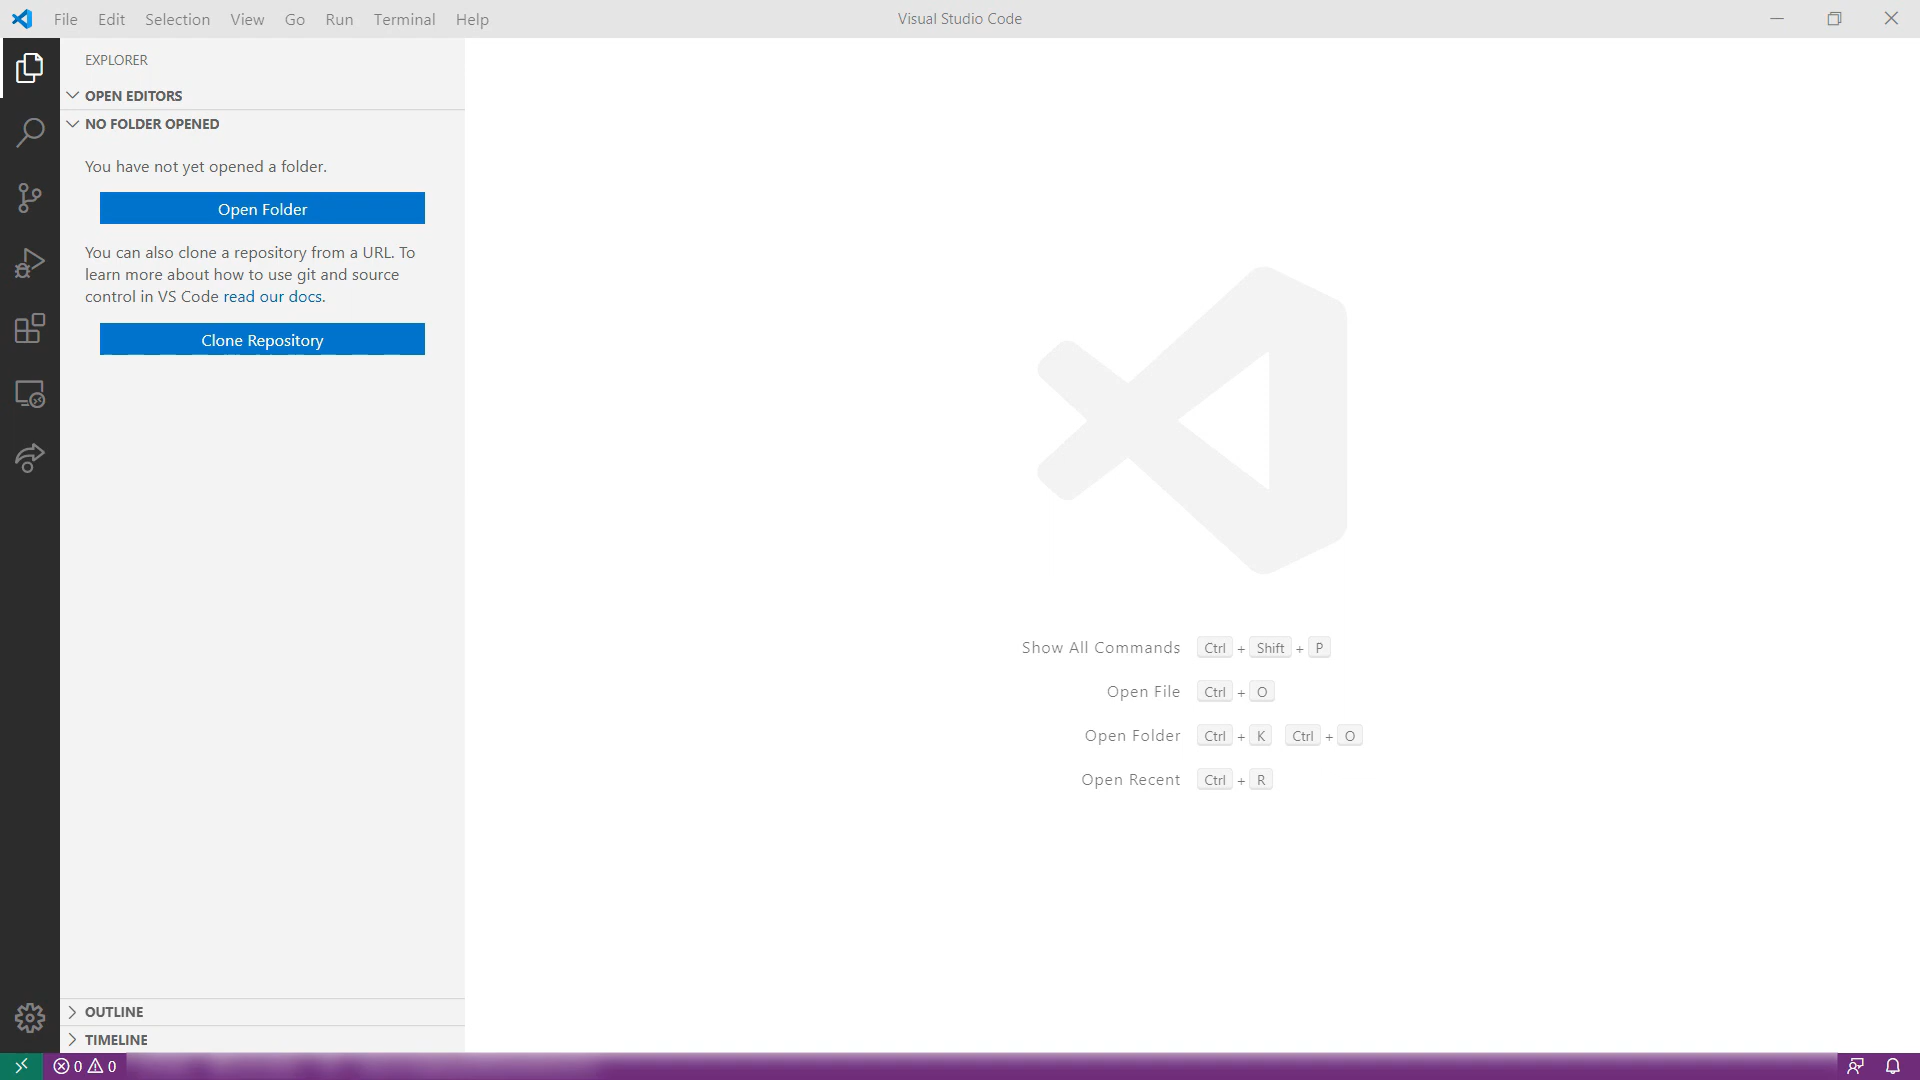 File Edit Selection View Go Run Terminal Help
Visual Studio Code
EXPLORER
OPEN EDITORS
NO FOLDER OPENED
You have not yet opened a folder.
Open Folder
You can also clone a repository from a URL. To
learn more about how to use git and source
control in VS Code read our docs.
Clone Repository
Show All Commands Ctrl + Shift + P
Open File Ctrl + O
Open Folder Ctrl + K Ctrl + O
Open Recent Ctrl + R
OUTLINE
TIMELINE
0 0